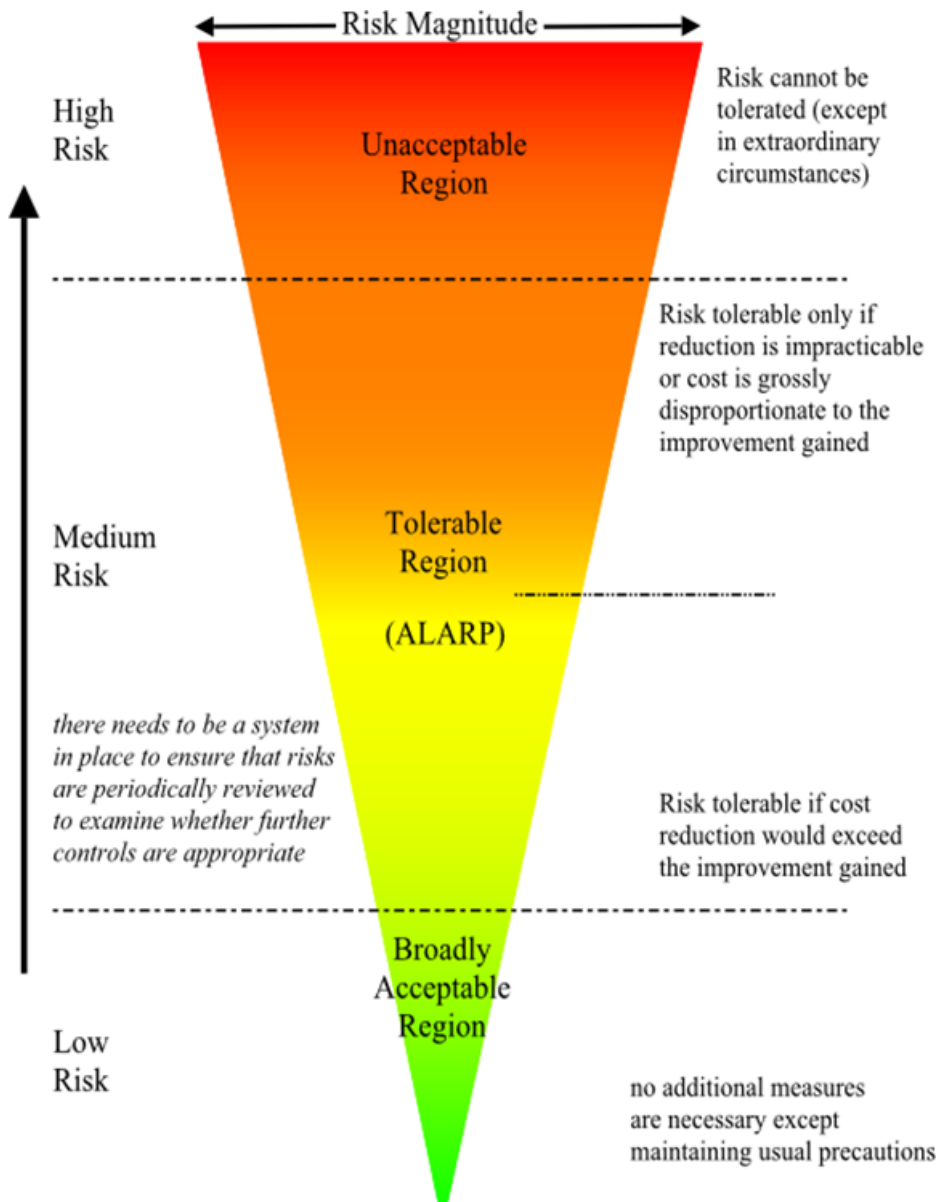 Risk Magnitude
High
Risk
Unacceptable
Region
Risk cannot be
tolerated (except
in extraordinary
circumstances)
Risk tolerable only if
reduction is impracticable
or cost is grossly
disproportionate to the
improvement gained
Medium
Risk
Tolerable
Region
(ALARP)
there needs to be a system
in place to ensure that risks
are periodically reviewed
to examine whether further
controls are appropriate
Risk tolerable if cost
reduction would exceed
the improvement gained
Broadly
Acceptable
Region
Low
Risk
no additional measures
are necessary except
maintaining usual precautions